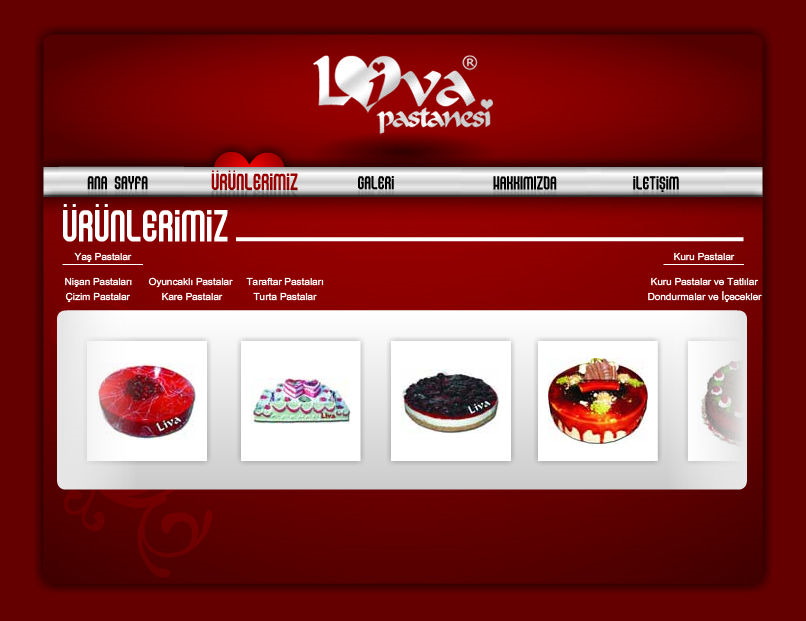 Liva®
pastanesi
ANA SAYFA ÜRÜNLERİMİZ GALERİ HAKKIMIZDA İLETİŞİM
ÜRÜNLERİMİZ
Yaş Pastalar Kuru Pastalar
Nişan Pastaları Oyuncaklı Pastalar Taraftar Pastaları Kuru Pastalar ve Tatlılar
Çizim Pastalar Kare Pastalar Turta Pastalar Dondurmalar ve İçecekler
Liva Liva Liva